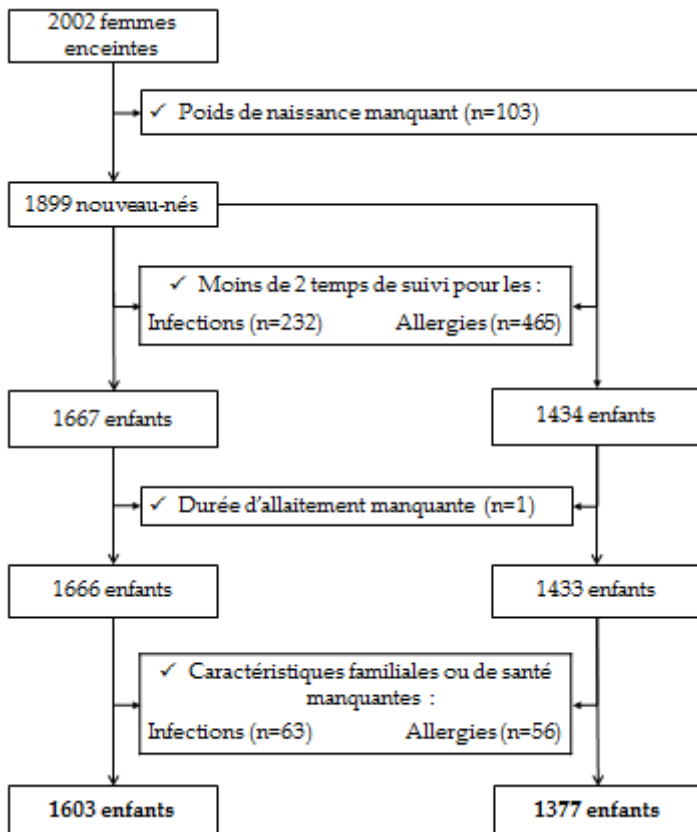 2002 femmes
enceintes
✓ Poids de naissance manquant (n=103)
1899 nouveau-nés
✓ Moins de 2 temps de suivi pour les :
Infections (n=232) Allergies (n=465)
1667 enfants
1434 enfants
✓ Durée d'allaitement manquante (n=1)
1666 enfants
1433 enfants
✓ Caractéristiques familiales ou de santé
manquantes :
Infections (n=63) Allergies (n=56)
1603 enfants
1377 enfants